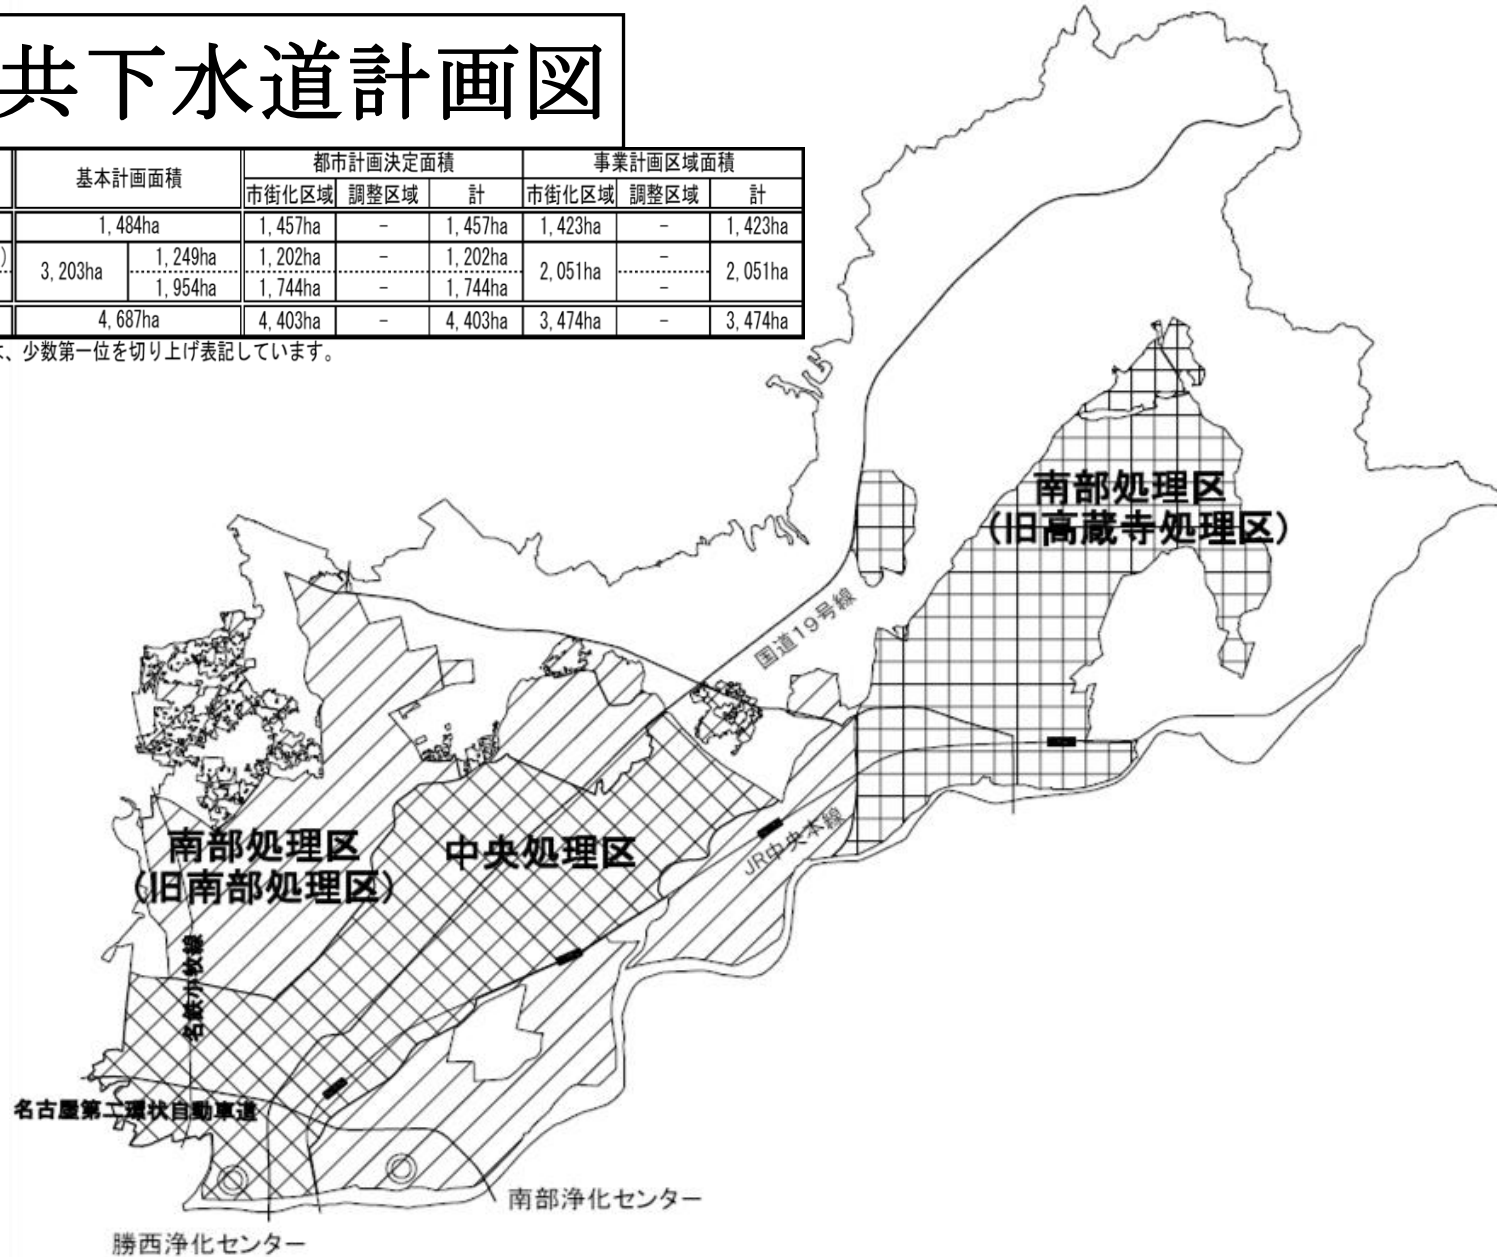 共下水道計画図
基本計画面積 都市計画決定面積 事業計画区域面積
市街化区域 調整区域 計 市街化区域 調整区域 計
1,484ha 1,457ha - 1,457ha 1,423ha - 1,423ha
) 3,203ha 1,249ha 1,202ha - 1,202ha 2,051ha - 2,051ha
1,954ha 1,744ha - 1,744ha -
4,687ha 4,403ha - 4,403ha 3,474ha - 3,474ha
、少数第一位を切り上げ表記しています。
南部処理区
(旧高蔵寺処理区)
国道19号線
南部処理区
(旧南部処理区)
中央処理区
JR中央本線
名鉄小牧線
名古屋第二環状自動車道
南部浄化センター
勝西浄化センター